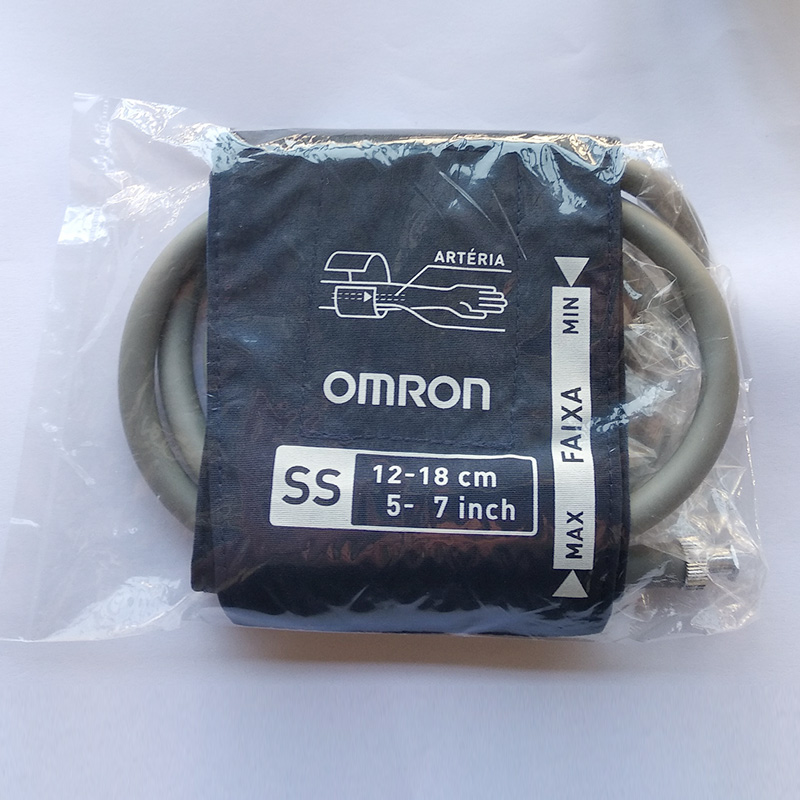 ARTÉRIA
OMRON
SS
12-18 cm
5- 7 inch
MIN
FAIXA
MAX